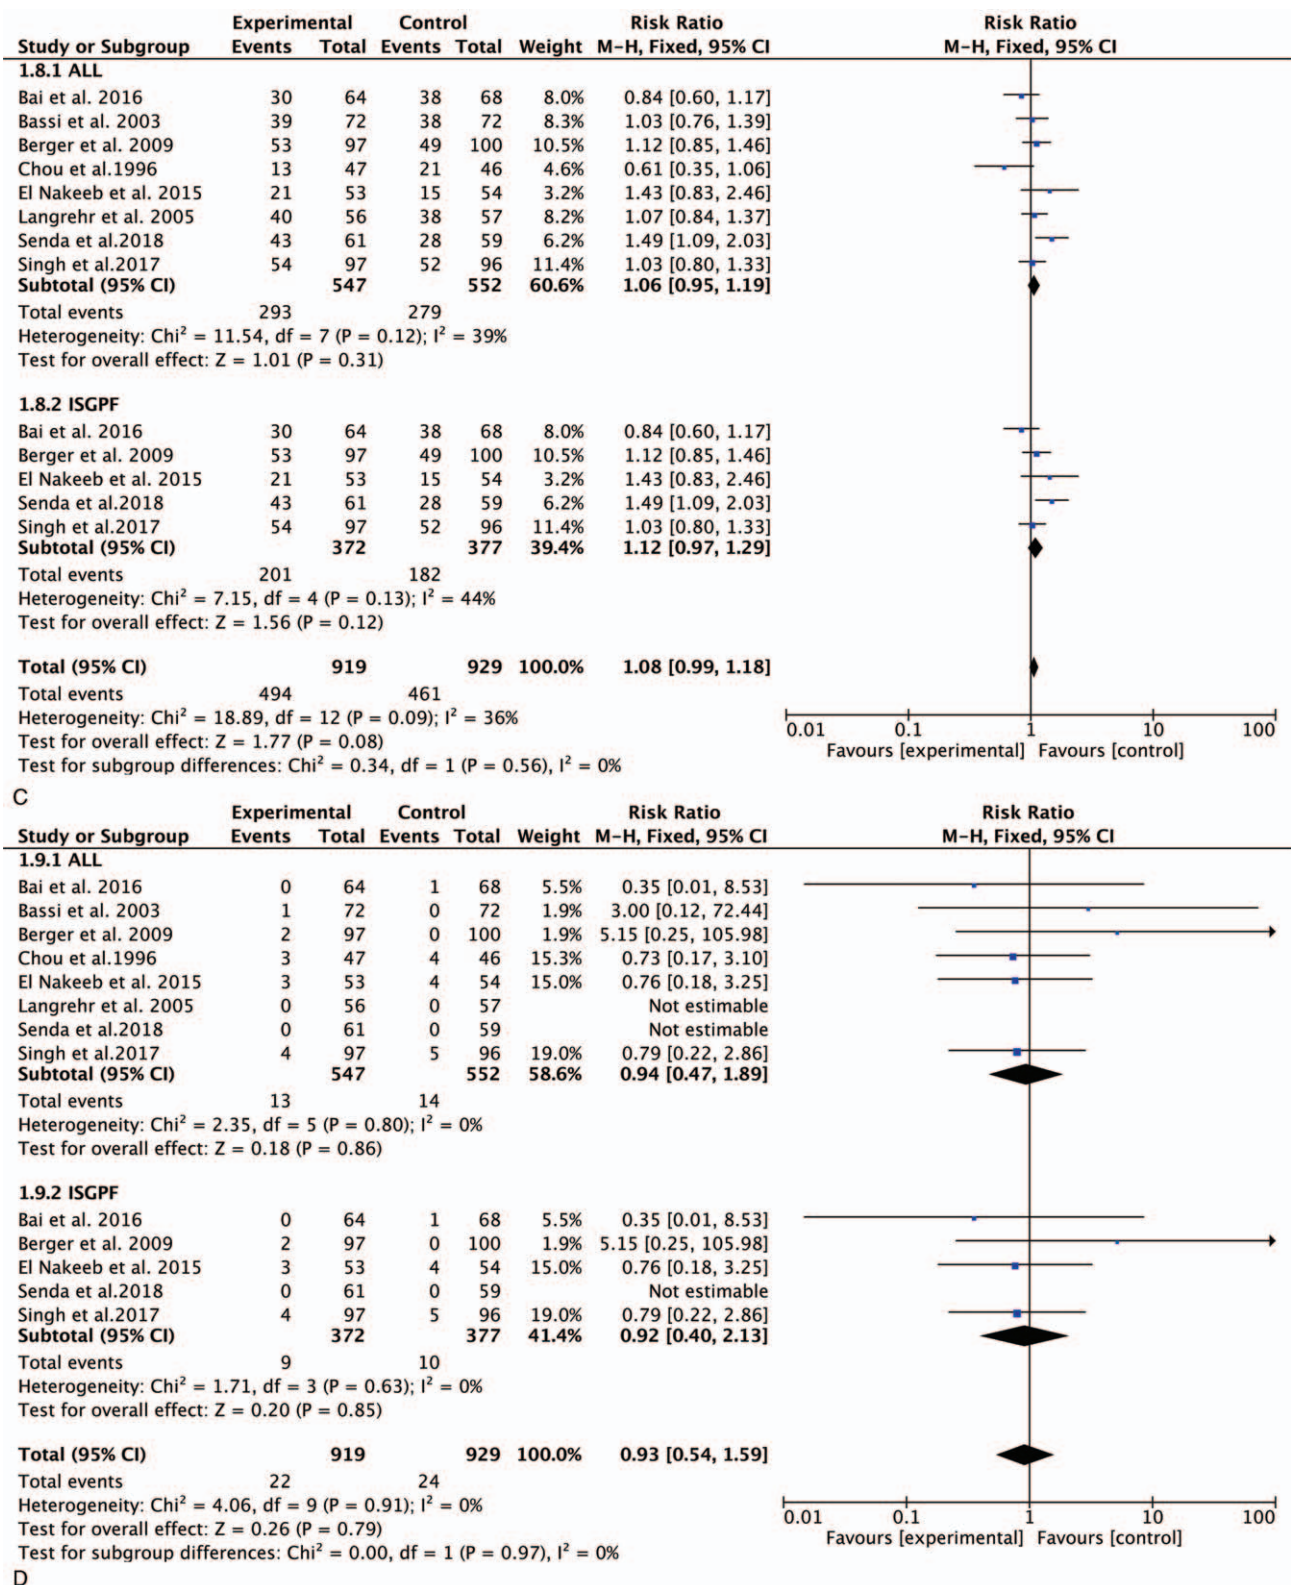 Experimental Control Risk Ratio Risk Ratio
Study or Subgroup Events Total Events Total Weight M-H, Fixed, 95% CI M-H, Fixed, 95% CI
1.8.1 ALL
Bai et al. 2016 30 64 38 68 8.0% 0.84 [0.60, 1.17]
Bassi et al. 2003 39 72 38 72 8.3% 1.03 [0.76, 1.39]
Berger et al. 2009 53 97 49 100 10.5% 1.12 [0.85, 1.46]
Chou et al.1996 13 47 21 46 4.6% 0.61 [0.35, 1.06]
El Nakeeb et al. 2015 21 53 15 54 3.2% 1.43 [0.83, 2.46]
Langrehr et al. 2005 40 56 38 57 8.2% 1.07 [0.84, 1.37]
Senda et al.2018 43 61 28 59 6.2% 1.49 [1.09, 2.03]
Singh et al.2017 54 97 52 96 11.4% 1.03 [0.80, 1.33]
Subtotal (95% CI) 547 552 60.6% 1.06 [0.95, 1.19]
Total events 293 279
Heterogeneity: Chi² = 11.54, df = 7 (P = 0.12); I² = 39%
Test for overall effect: Z = 1.01 (P = 0.31)
1.8.2 ISGPF
Bai et al. 2016 30 64 38 68 8.0% 0.84 [0.60, 1.17]
Berger et al. 2009 53 97 49 100 10.5% 1.12 [0.85, 1.46]
El Nakeeb et al. 2015 21 53 15 54 3.2% 1.43 [0.83, 2.46]
Senda et al.2018 43 61 28 59 6.2% 1.49 [1.09, 2.03]
Singh et al.2017 54 97 52 96 11.4% 1.03 [0.80, 1.33]
Subtotal (95% CI) 372 377 39.4% 1.12 [0.97, 1.29]
Total events 201 182
Heterogeneity: Chi² = 7.15, df = 4 (P = 0.13); I² = 44%
Test for overall effect: Z = 1.56 (P = 0.12)
Total (95% CI) 919 929 100.0% 1.08 [0.99, 1.18]
Total events 494 461
Heterogeneity: Chi² = 18.89, df = 12 (P = 0.09); I² = 36%
Test for overall effect: Z = 1.77 (P = 0.08)
Test for subgroup differences: Chi² = 0.34, df = 1 (P = 0.56), I² = 0%
0.01 0.1 1 10 100
Favours [experimental] Favours [control]
C
Experimental Control Risk Ratio Risk Ratio
Study or Subgroup Events Total Events Total Weight M-H, Fixed, 95% CI M-H, Fixed, 95% CI
1.9.1 ALL
Bai et al. 2016 0 64 1 68 5.5% 0.35 [0.01, 8.53]
Bassi et al. 2003 1 72 0 72 1.9% 3.00 [0.12, 72.44]
Berger et al. 2009 2 97 0 100 1.9% 5.15 [0.25, 105.98]
Chou et al.1996 3 47 4 46 15.3% 0.73 [0.17, 3.10]
El Nakeeb et al. 2015 3 53 4 54 15.0% 0.76 [0.18, 3.25]
Langrehr et al. 2005 0 56 0 57 Not estimable
Senda et al.2018 0 61 0 59 Not estimable
Singh et al.2017 4 97 5 96 19.0% 0.79 [0.22, 2.86]
Subtotal (95% CI) 547 552 58.6% 0.94 [0.47, 1.89]
Total events 13 14
Heterogeneity: Chi² = 2.35, df = 5 (P = 0.80); I² = 0%
Test for overall effect: Z = 0.18 (P = 0.86)
1.9.2 ISGPF
Bai et al. 2016 0 64 1 68 5.5% 0.35 [0.01, 8.53]
Berger et al. 2009 2 97 0 100 1.9% 5.15 [0.25, 105.98]
El Nakeeb et al. 2015 3 53 4 54 15.0% 0.76 [0.18, 3.25]
Senda et al.2018 0 61 0 59 Not estimable
Singh et al.2017 4 97 5 96 19.0% 0.79 [0.22, 2.86]
Subtotal (95% CI) 372 377 41.4% 0.92 [0.40, 2.13]
Total events 9 10
Heterogeneity: Chi² = 1.71, df = 3 (P = 0.63); I² = 0%
Test for overall effect: Z = 0.20 (P = 0.85)
Total (95% CI) 919 929 100.0% 0.93 [0.54, 1.59]
Total events 22 24
Heterogeneity: Chi² = 4.06, df = 9 (P = 0.91); I² = 0%
Test for overall effect: Z = 0.26 (P = 0.79)
Test for subgroup differences: Chi² = 0.00, df = 1 (P = 0.97), I² = 0%
0.01 0.1 1 10 100
Favours [experimental] Favours [control]
D